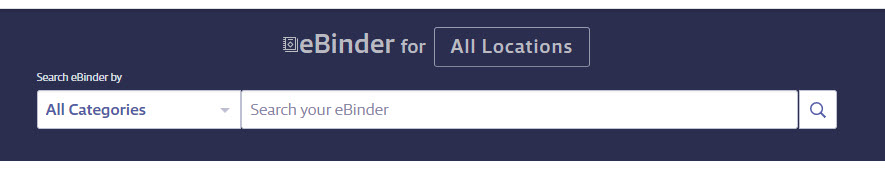 eBinder for All Locations
Search eBinder by
All Categories Search your eBinder